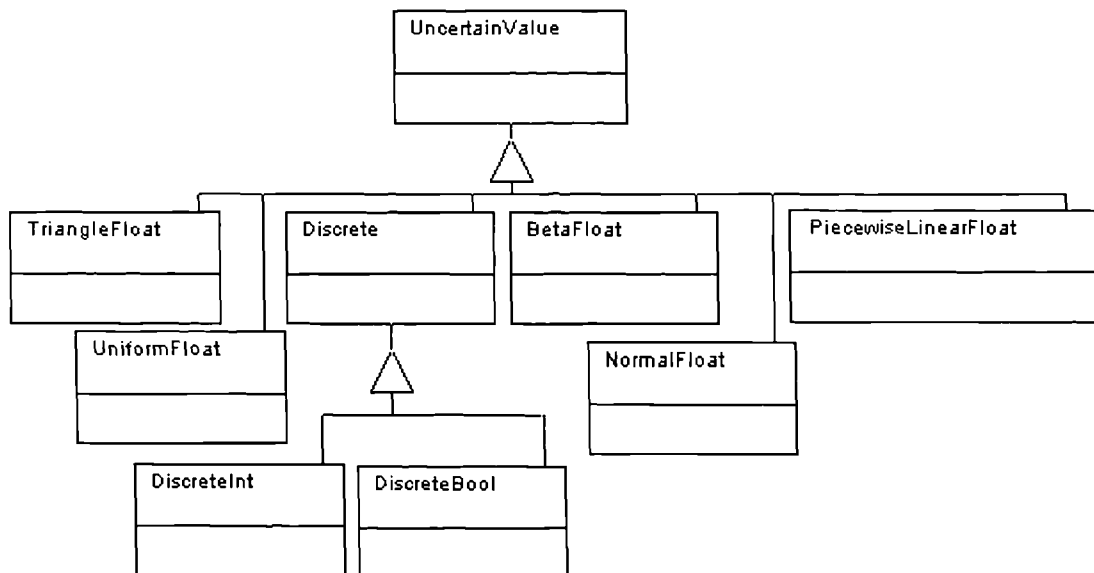 UncertainValue
TriangleFloat
Discrete
BetaFloat
PiecewiseLinearFloat
UniformFloat
NormalFloat
DiscreteInt
DiscreteBool